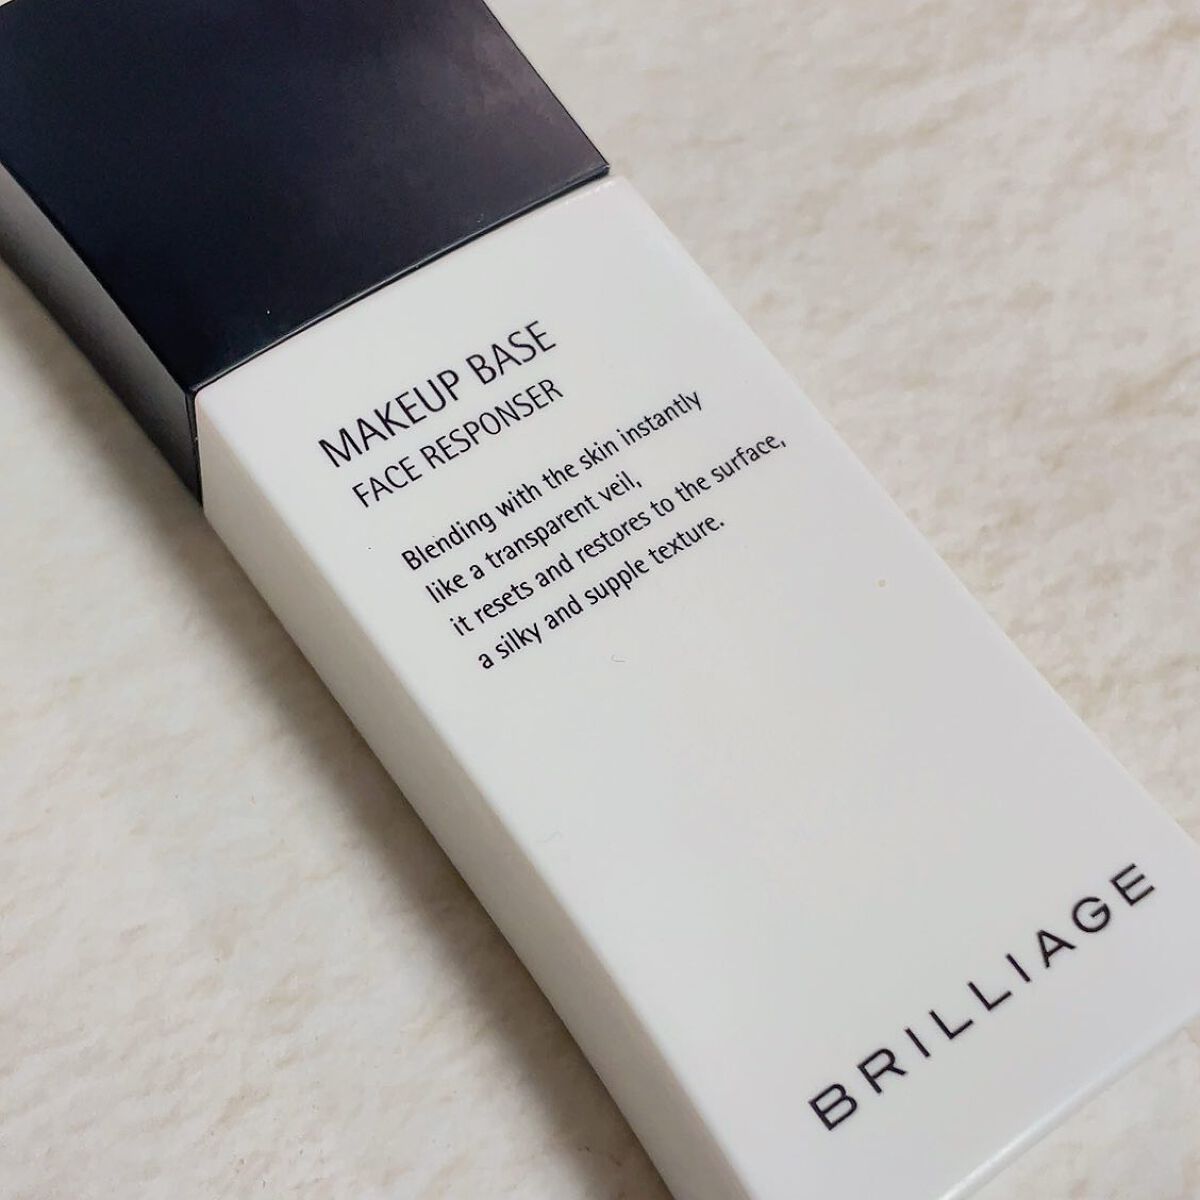 MAKEUP BASE
FACE RESPONSER
Blending with the skin instantly
like a transparent veil,
it resets and restores to the surface,
a silky and supple texture.
BRILLIAGE